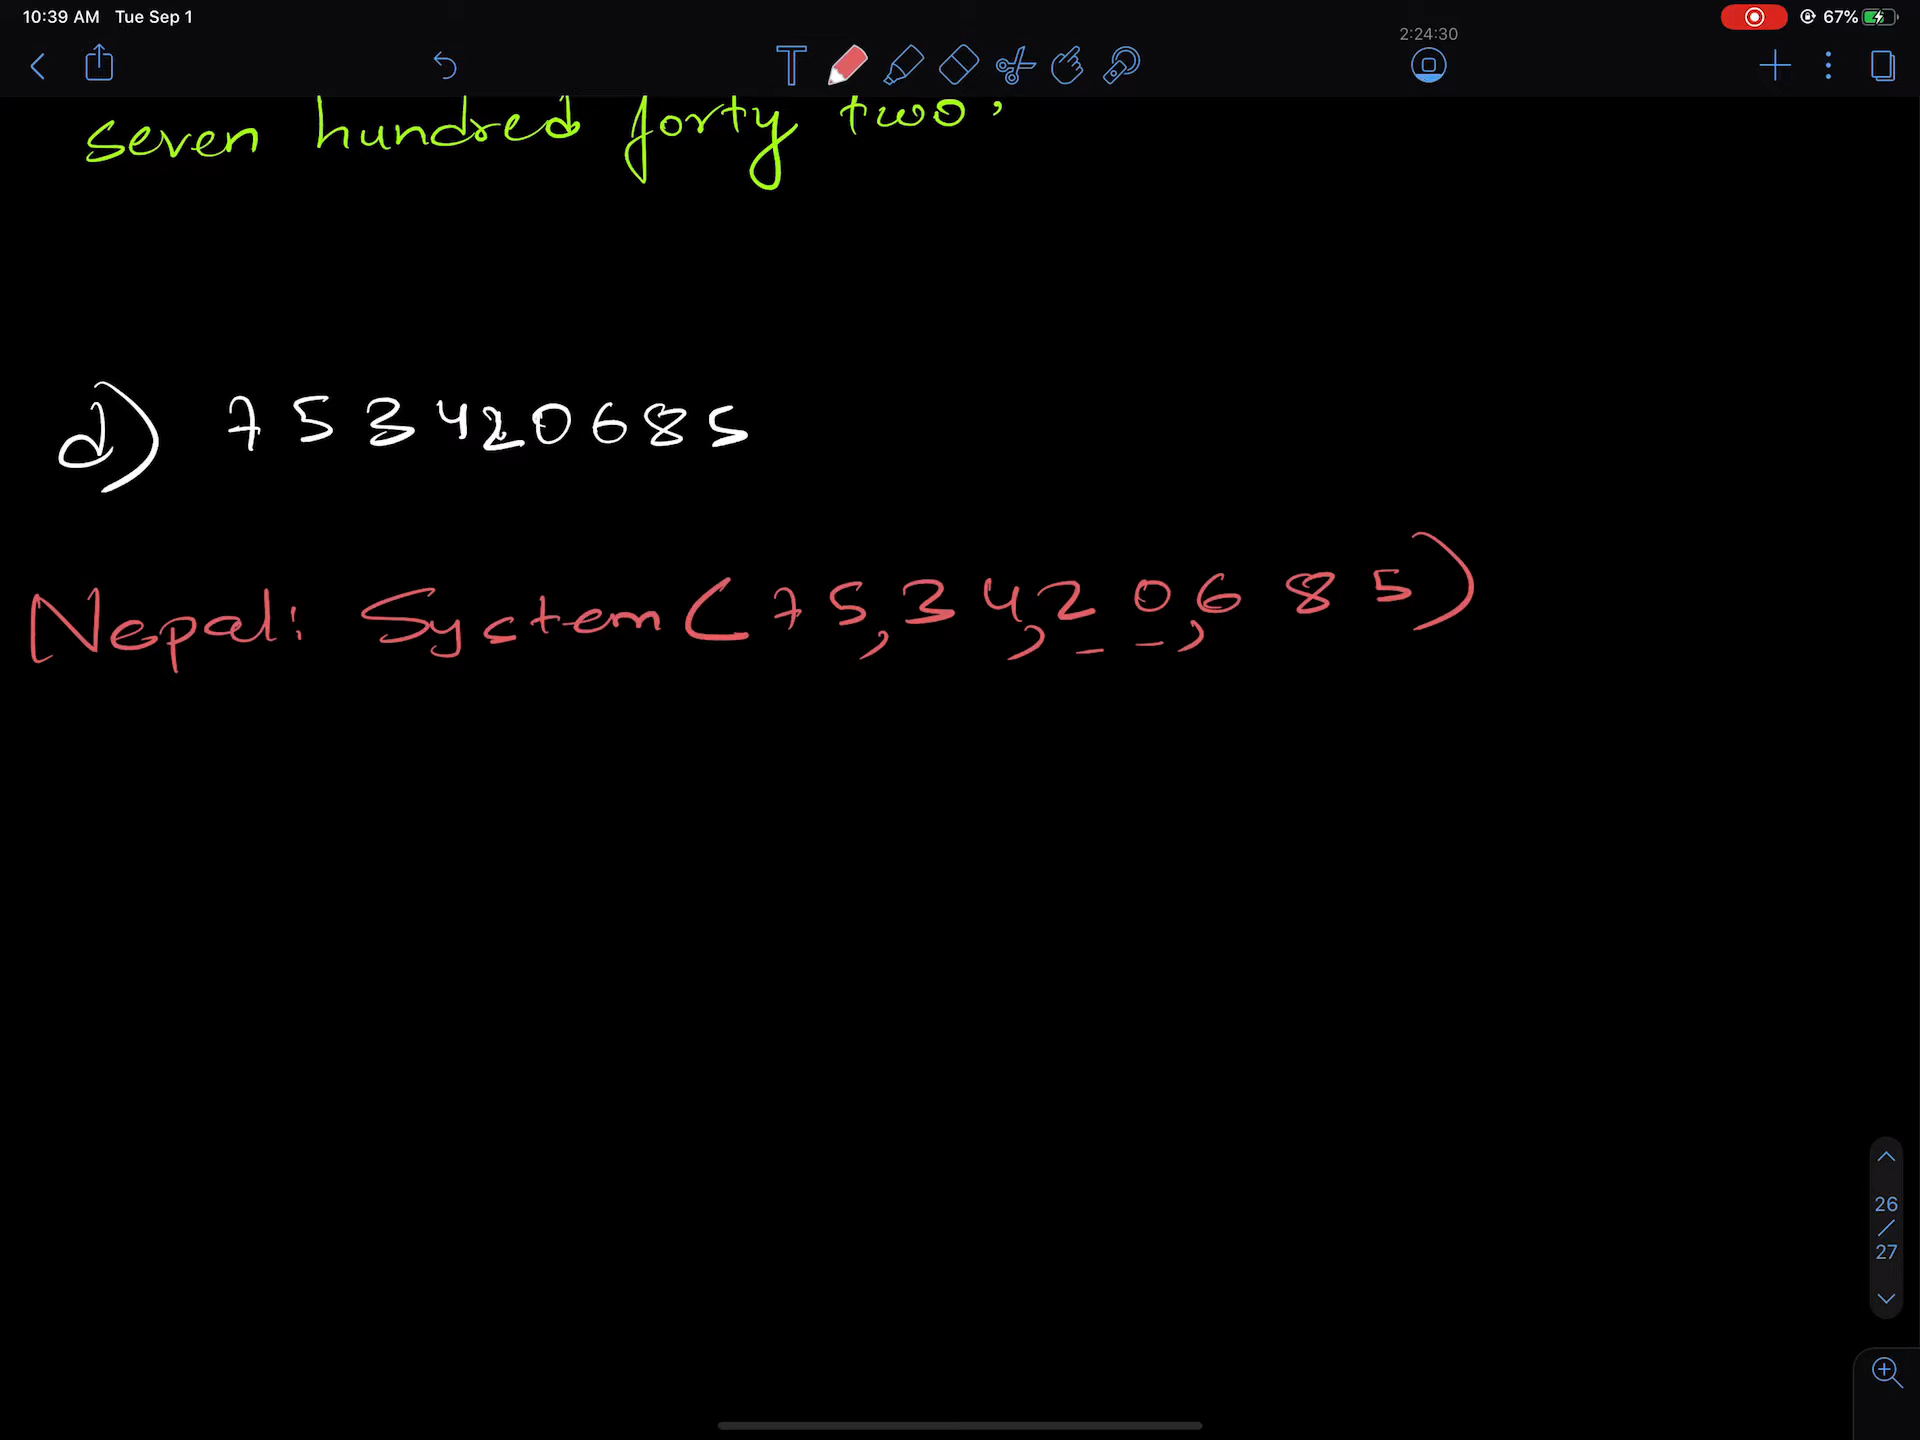 10:39 AM Tue Sep 1
67%
2:24:30
T
seven hundred forty two,
d) 753420685
Nepal: System (75,34,20,685)
26
/
27